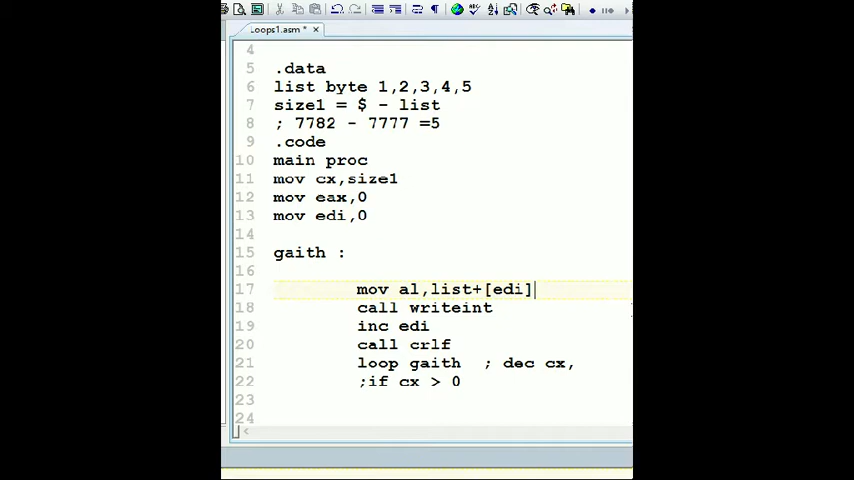 Loops1.asm *
4
5 .data
6 list byte 1,2,3,4,5
7 size1 = $ - list
8 ; 7782 - 7777 =5
9 .code
10 main proc
11 mov cx,size1
12 mov eax,0
13 mov edi,0
14
15 gaith :
16
17 mov al,list+[edi]
18 call writeint
19 inc edi
20 call crlf
21 loop gaith ; dec cx,
22 ;if cx > 0
23
24